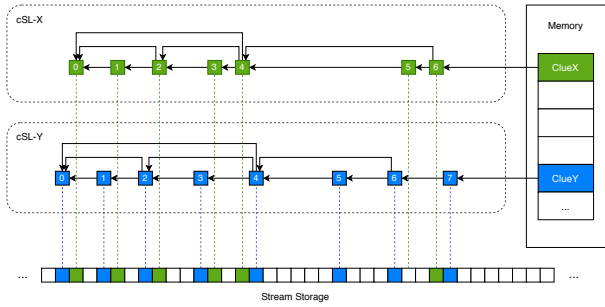 cSL-X
0 1 2 3 4 5 6
Memory
ClueX
cSL-Y
0 1 2 3 4 5 6 7
ClueY
...
... ...
Stream Storage